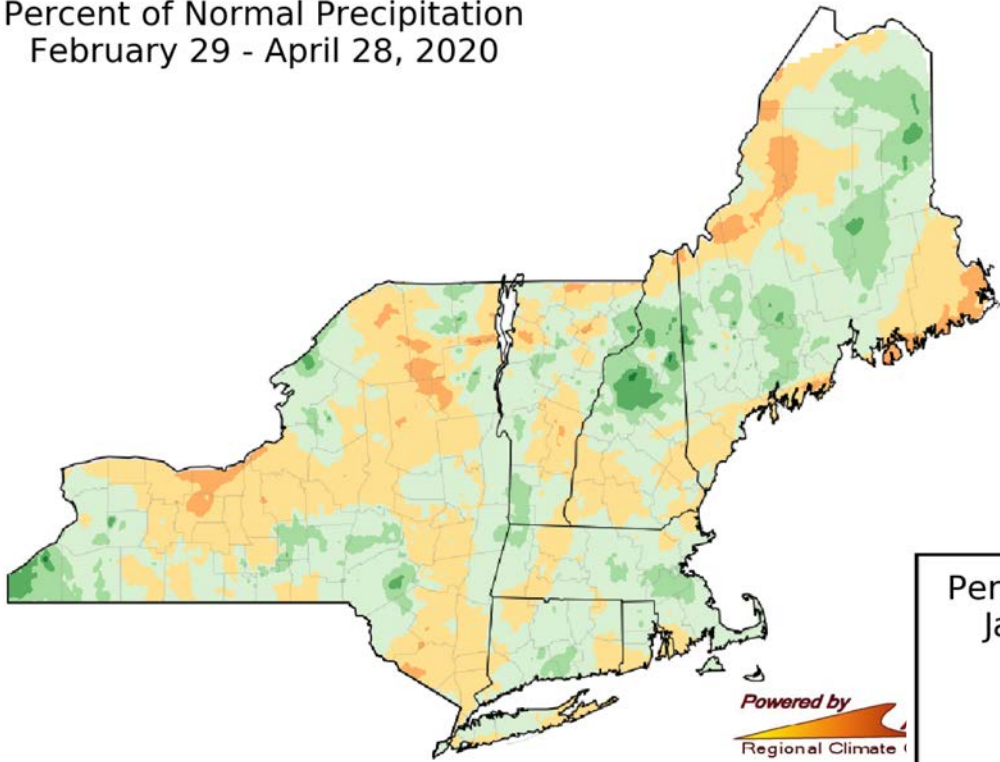 Percent of Normal Precipitation
February 29 - April 28, 2020
Powered by
Regional Climate